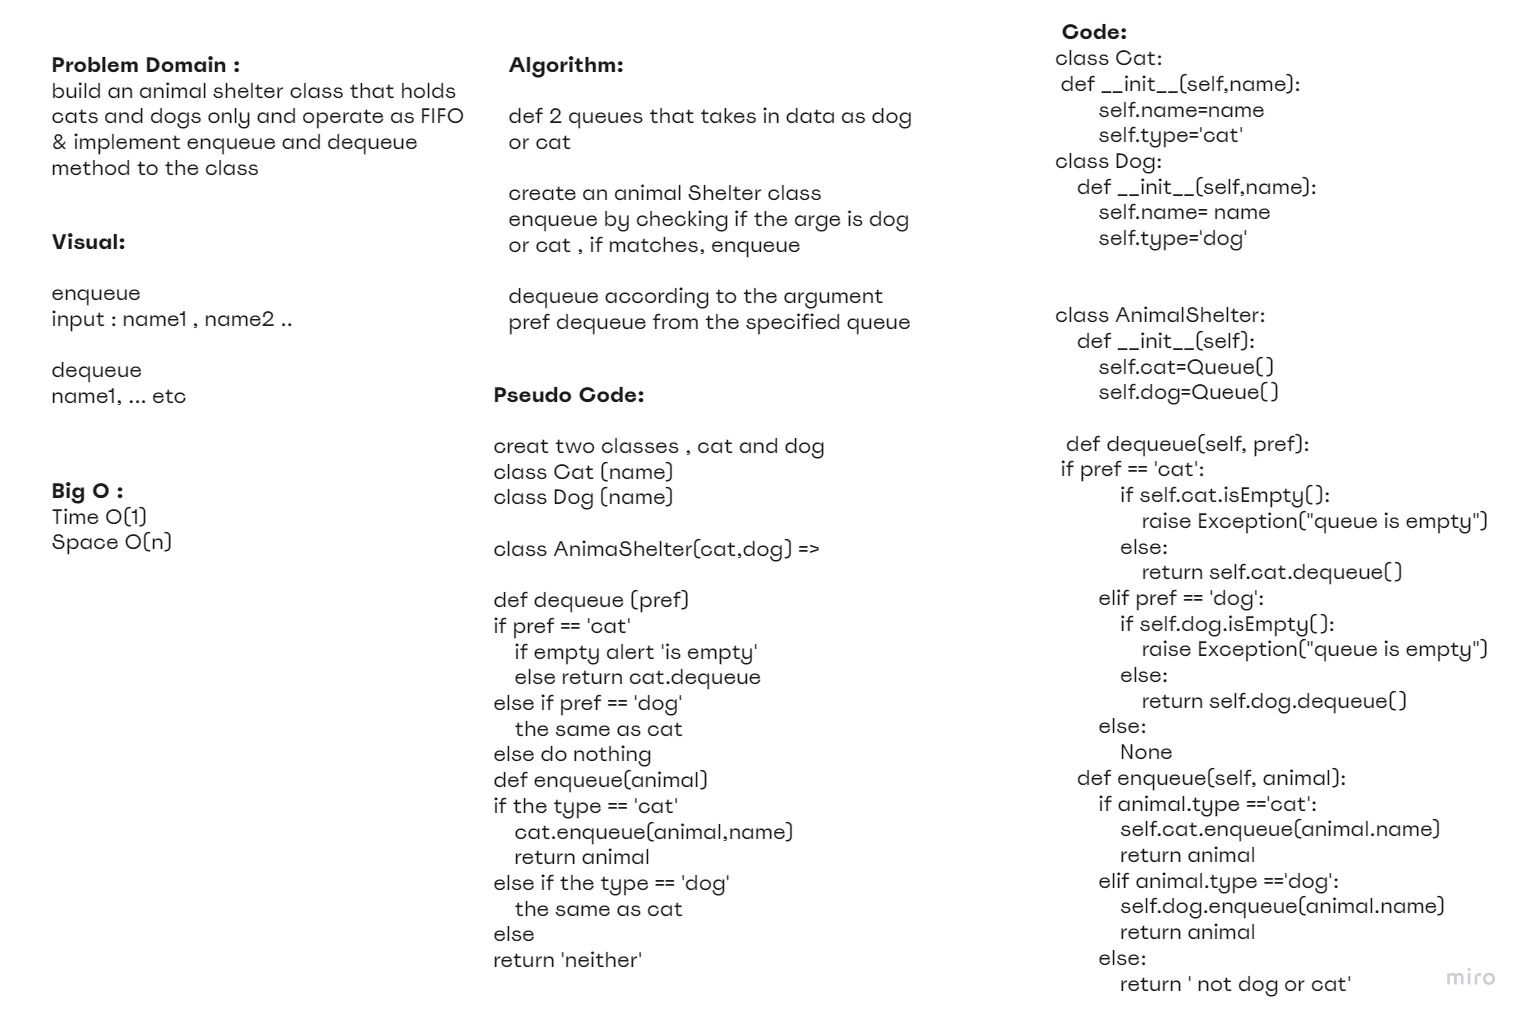 Problem Domain :
build an animal shelter class that holds
cats and dogs only and operate as FIFO
& implement enqueue and dequeue
method to the class
Visual:
enqueue
input : name1 , name2 ..
dequeue
name1, ... etc
Big O :
Time O(1)
Space O(n)
Algorithm:
def 2 queues that takes in data as dog
or cat
create an animal Shelter class
enqueue by checking if the arge is dog
or cat , if matches, enqueue
dequeue according to the argument
pref dequeue from the specified queue
Pseudo Code:
creat two classes , cat and dog
class Cat (name)
class Dog (name)
class AnimaShelter(cat,dog) =>
def dequeue (pref)
if pref == 'cat'
if empty alert 'is empty'
else return cat.dequeue
else if pref == 'dog'
the same as cat
else do nothing
def enqueue(animal)
if the type == 'cat'
cat.enqueue(animal,name)
return animal
else if the type == 'dog'
the same as cat
else
return 'neither'
Code:
class Cat:
def __init__(self,name):
self.name=name
self.type='cat'
class Dog:
def __init__(self,name):
self.name= name
self.type='dog'
class AnimalShelter:
def __init__(self):
self.cat=Queue()
self.dog=Queue()
def dequeue(self, pref):
if pref == 'cat':
if self.cat.isEmpty():
raise Exception("queue is empty")
else:
return self.cat.dequeue()
elif pref == 'dog':
if self.dog.isEmpty():
raise Exception("queue is empty")
else:
return self.dog.dequeue()
else:
None
def enqueue(self, animal):
if animal.type =='cat':
self.cat.enqueue(animal.name)
return animal
elif animal.type =='dog':
self.dog.enqueue(animal.name)
return animal
else:
return ' not dog or cat'
miro